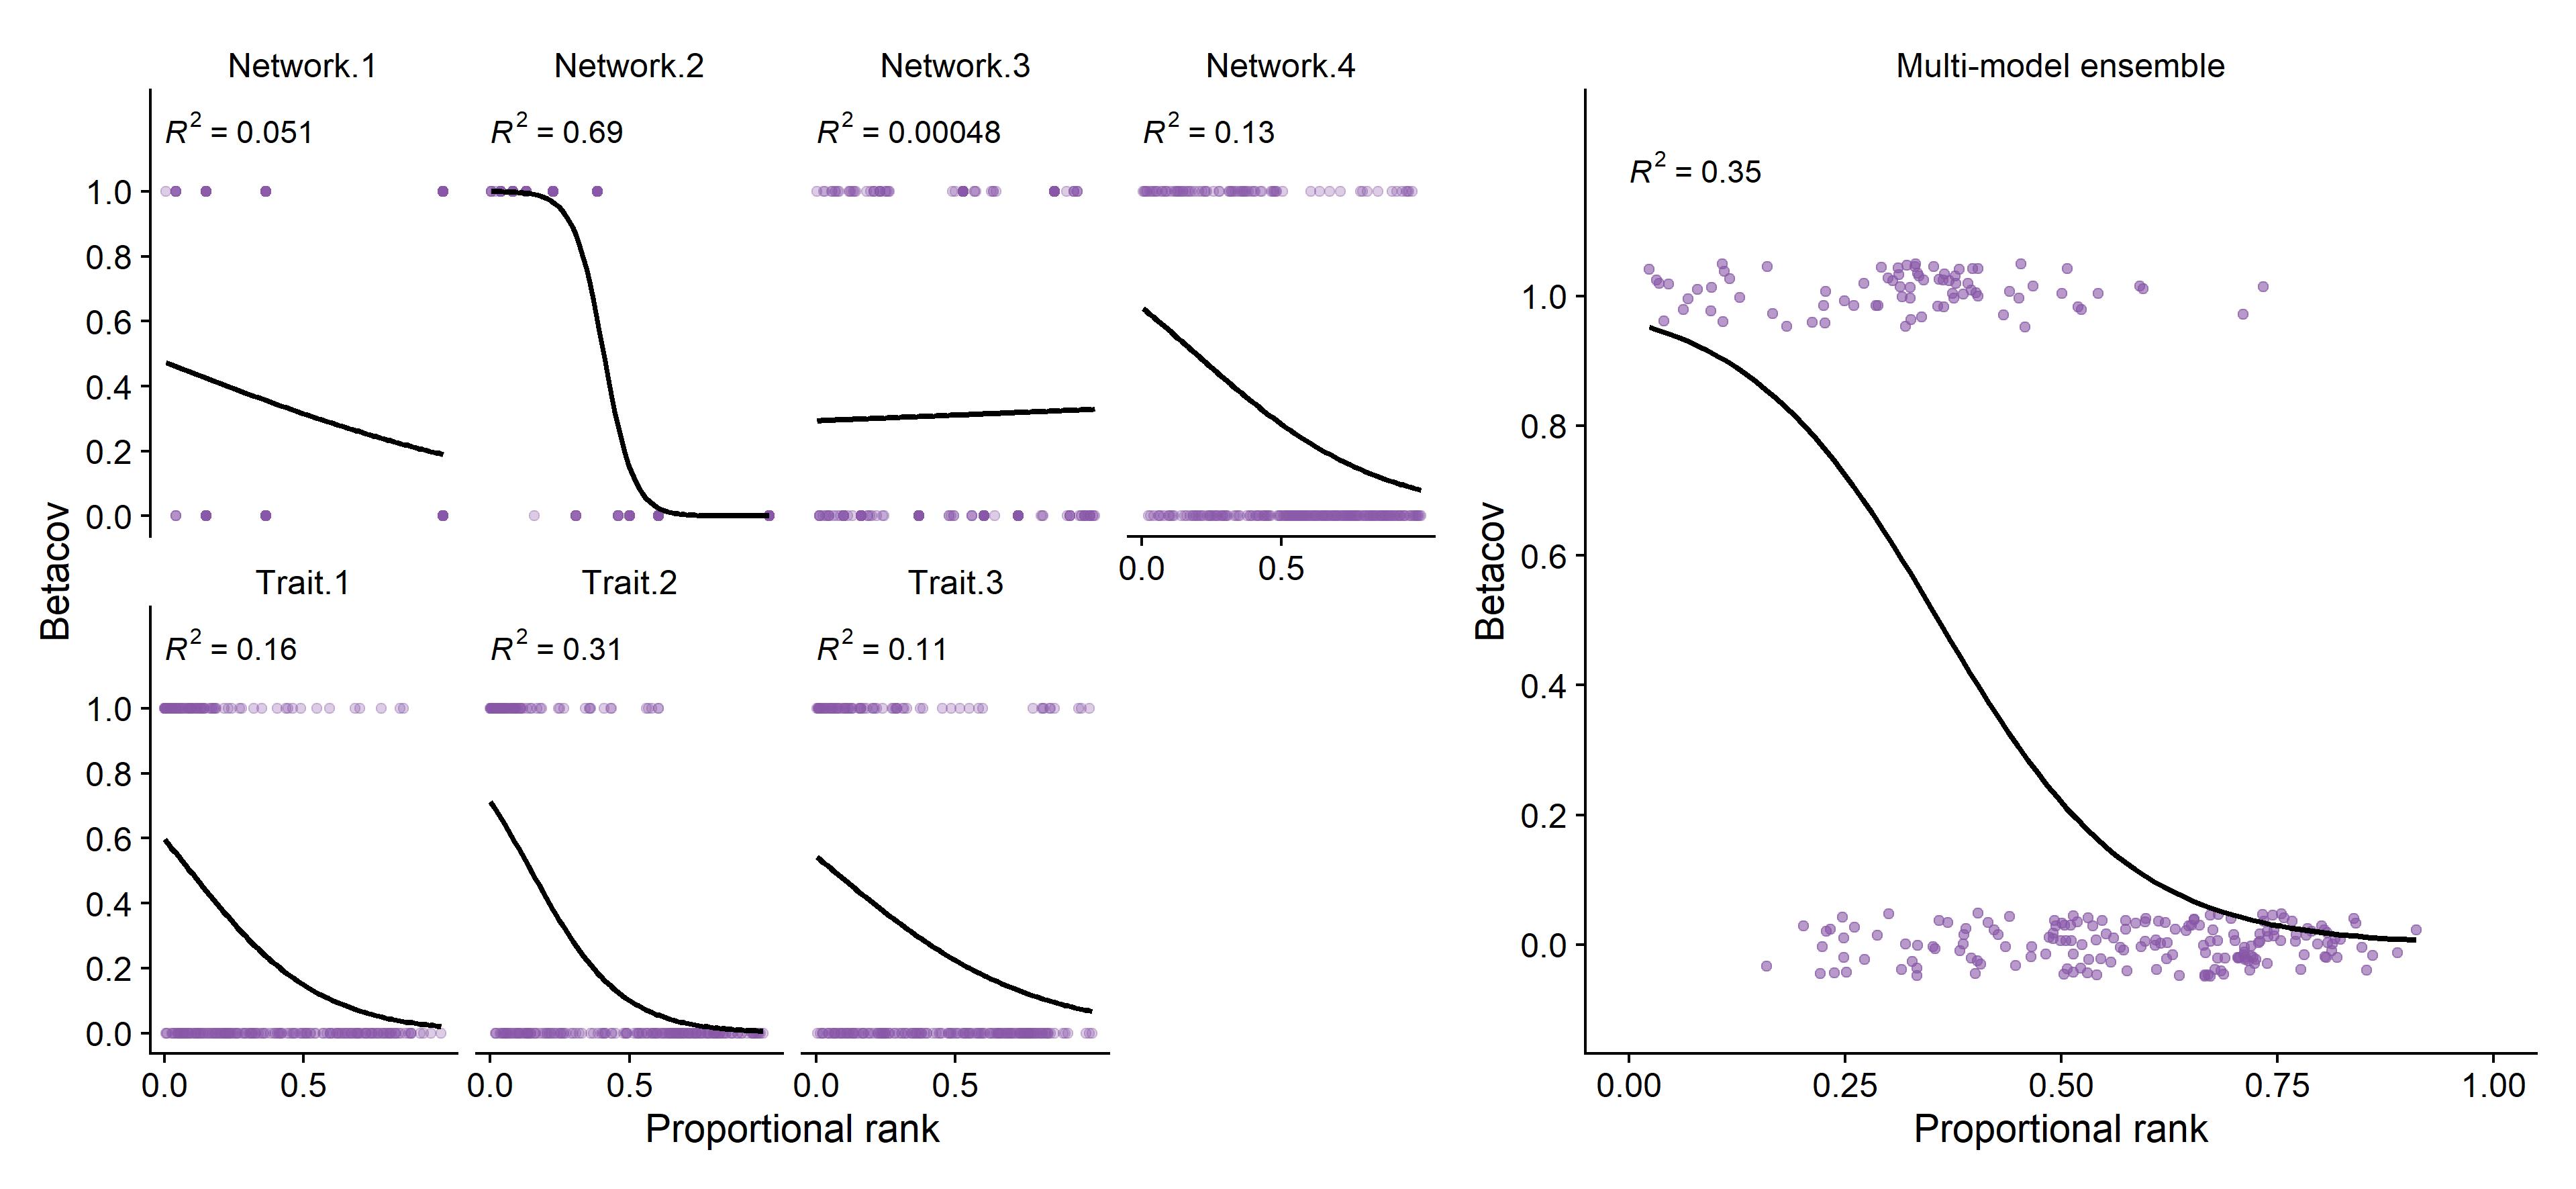 Network.1
Network.2
Network.3
Network.4
R² = 0.051
R² = 0.69
R² = 0.00048
R² = 0.13
1.0
0.8
0.6
0.4
0.2
0.0
0.0 0.5
Trait.1
Trait.2
Trait.3
R² = 0.16
R² = 0.31
R² = 0.11
1.0
0.8
0.6
0.4
0.2
0.0
0.0 0.5
0.0 0.5
0.0 0.5
Betacov
Proportional rank
Multi-model ensemble
R² = 0.35
1.0
0.8
0.6
0.4
0.2
0.0
0.00 0.25 0.50 0.75 1.00
Betacov
Proportional rank